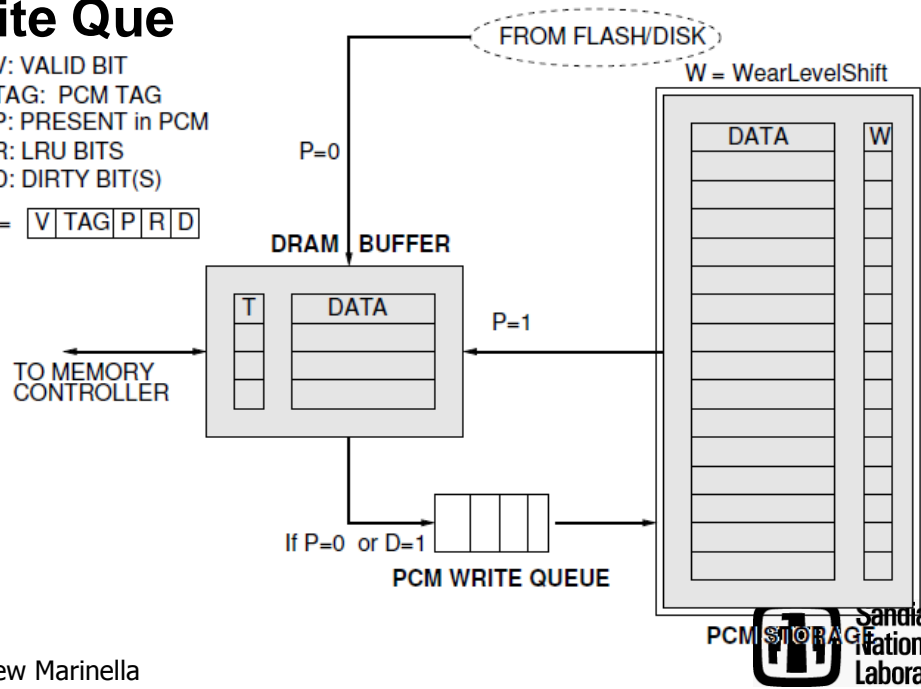 ite Que
V: VALID BIT
TAG: PCM TAG
P: PRESENT in PCM
R: LRU BITS
D: DIRTY BIT(S)
= V TAG P R D
FROM FLASH/DISK
W = WearLevelShift
P=0
DRAM BUFFER
T DATA
P=1
DATA W
TO MEMORY
CONTROLLER
If P=0 or D=1
PCM WRITE QUEUE
PCM STORAGE
Sandia
Nation
Labora
ew Marinella